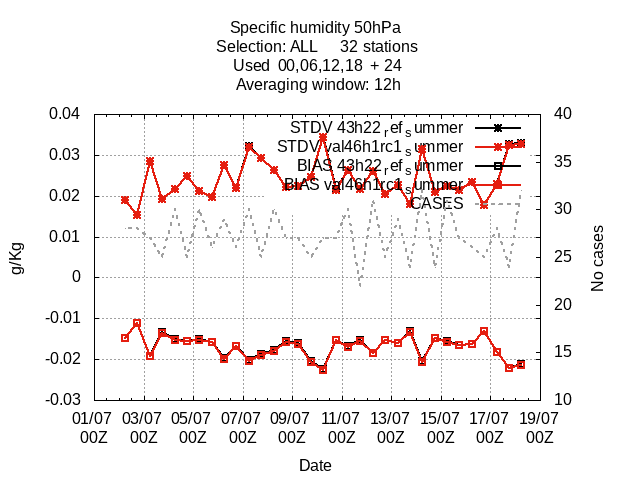 Specific humidity 50hPa
Selection: ALL 32 stations
Used 00,06,12,18 + 24
Averaging window: 12h
0.04
0.03
0.02
0.01
0
-0.01
-0.02
-0.03
40
35
30
25
20
15
10
STDV 43h22refsummer
STDV val46h1rc1summer
BIAS 43h22refsummer
BIAS val46h1rc1summer
CASES
g/Kg
No cases
01/07 03/07 05/07 07/07 09/07 11/07 13/07 15/07 17/07 19/07
00Z 00Z 00Z 00Z 00Z 00Z 00Z 00Z 00Z 00Z
Date